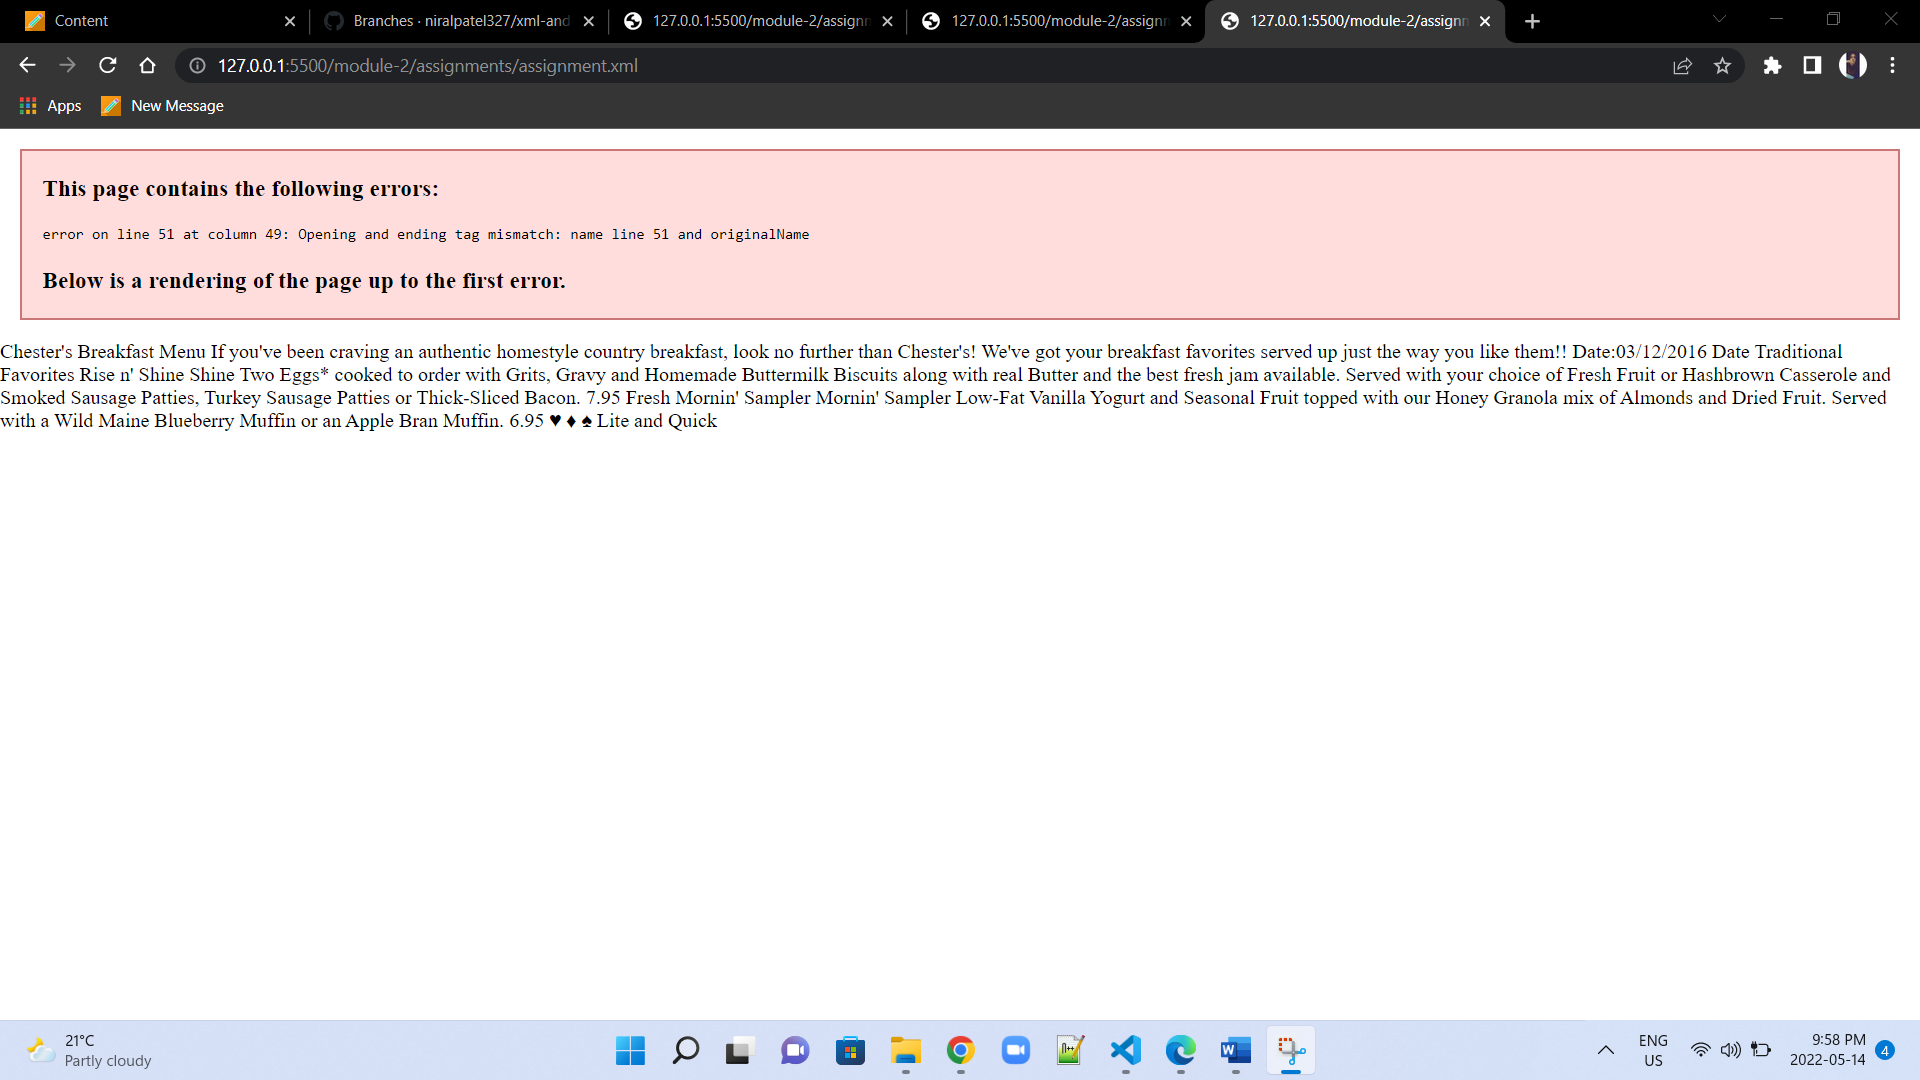 Content
Branches · niralpatel327/xml-and
127.0.0.1:5500/module-2/assignn
127.0.0.1:5500/module-2/assignn
127.0.0.1:5500/module-2/assignn
127.0.0.1:5500/module-2/assignments/assignment.xml
Apps
New Message
This page contains the following errors:
error on line 51 at column 49: Opening and ending tag mismatch: name line 51 and originalName
Below is a rendering of the page up to the first error.
Chester's Breakfast Menu If you've been craving an authentic homestyle country breakfast, look no further than Chester's! We've got your breakfast favorites served up just the way you like them!! Date:03/12/2016 Date Traditional
Favorites Rise n' Shine Shine Two Eggs* cooked to order with Grits, Gravy and Homemade Buttermilk Biscuits along with real Butter and the best fresh jam available. Served with your choice of Fresh Fruit or Hashbrown Casserole and
Smoked Sausage Patties, Turkey Sausage Patties or Thick-Sliced Bacon. 7.95 Fresh Mornin' Sampler Mornin' Sampler Low-Fat Vanilla Yogurt and Seasonal Fruit topped with our Honey Granola mix of Almonds and Dried Fruit. Served
with a Wild Maine Blueberry Muffin or an Apple Bran Muffin. 6.95 ♥ ♦ ♠ Lite and Quick
21°C
Partly cloudy
ENG
US
9:58 PM
2022-05-14
4